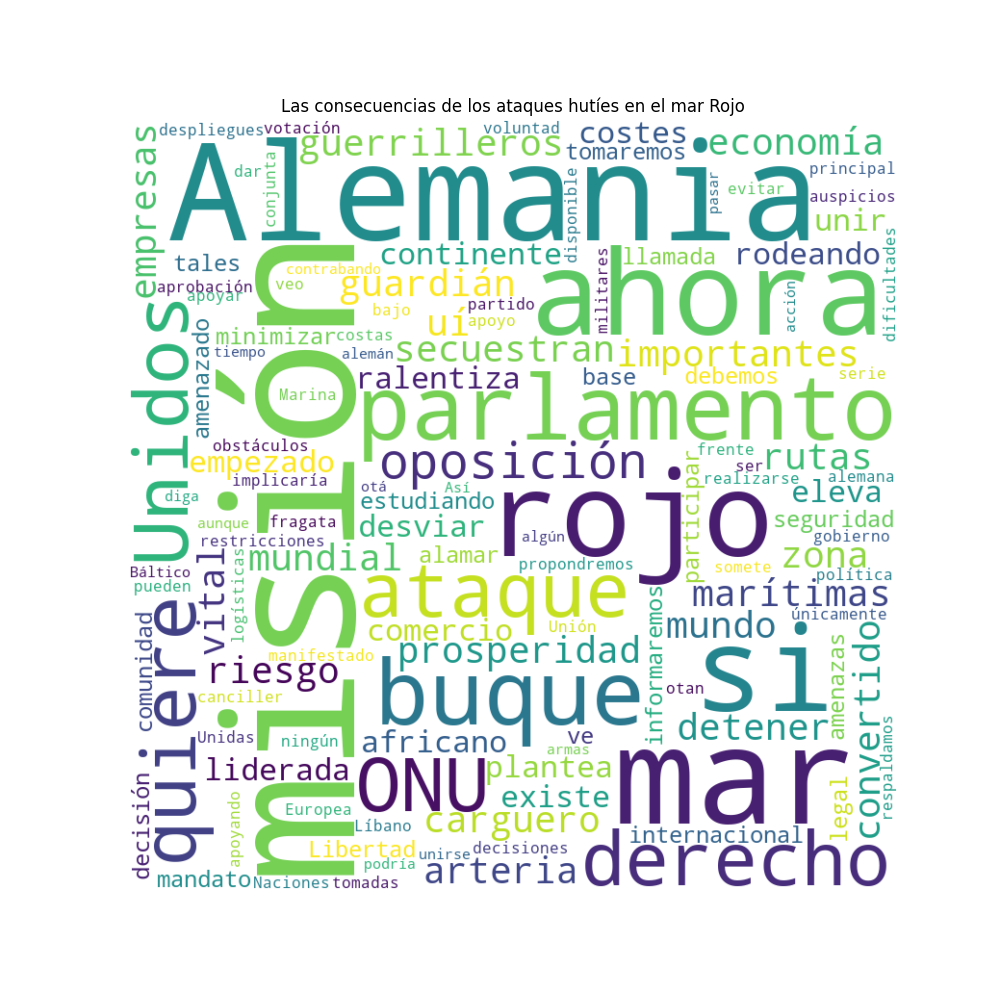 Las consecuencias de los ataques hutíes en el mar Rojo
despliegues
votación
voluntad
costes
economía
guerrilleros
tomaremos
empresas
Alemania
dar
conjunta
disponible
pasar
evitar
principal
auspicios
unir
tales
continente
llamada
rodeando
dificultades
aprobación
apoyar
contrabando
veo
guardián
partido
militares
ahora
acción
bajo
uí
apoyo
Unidos
amenazado
minimizar
costas
tiempo
alemán
secuestran
importantes
misión
Marina
ralentiza
base
debemos
serie
parlamento
obstáculos
empezado
implicaría
oposición
frente
ser
rutas
realizarse
alemana
diga
otá
Así
estudiando
rojo
participar
eleva
aunque
fragata
desviar
algún
seguridad
restricciones
gobierno
mundial
alamar
propondremos
zona
Báltico
pueden
vital
logísticas
somete
política
ataque
marítimas
quiere
comunidad
comercio
Unión
informaremos
mundo
únicamente
manifestado
prosperidad
si
amenazas
convertido
riesgo
canciller
buque
otan
detener
respaldamos
Unidas
ningún
africano
ve
armas
liderada
ONU
plantea
mar
existe
decisión
apoyando
Europea
Líbano
carguero
legal
internacional
Libertad
unirse
decisiones
podría
derecho
mandato
Naciones
tomadas
arteria